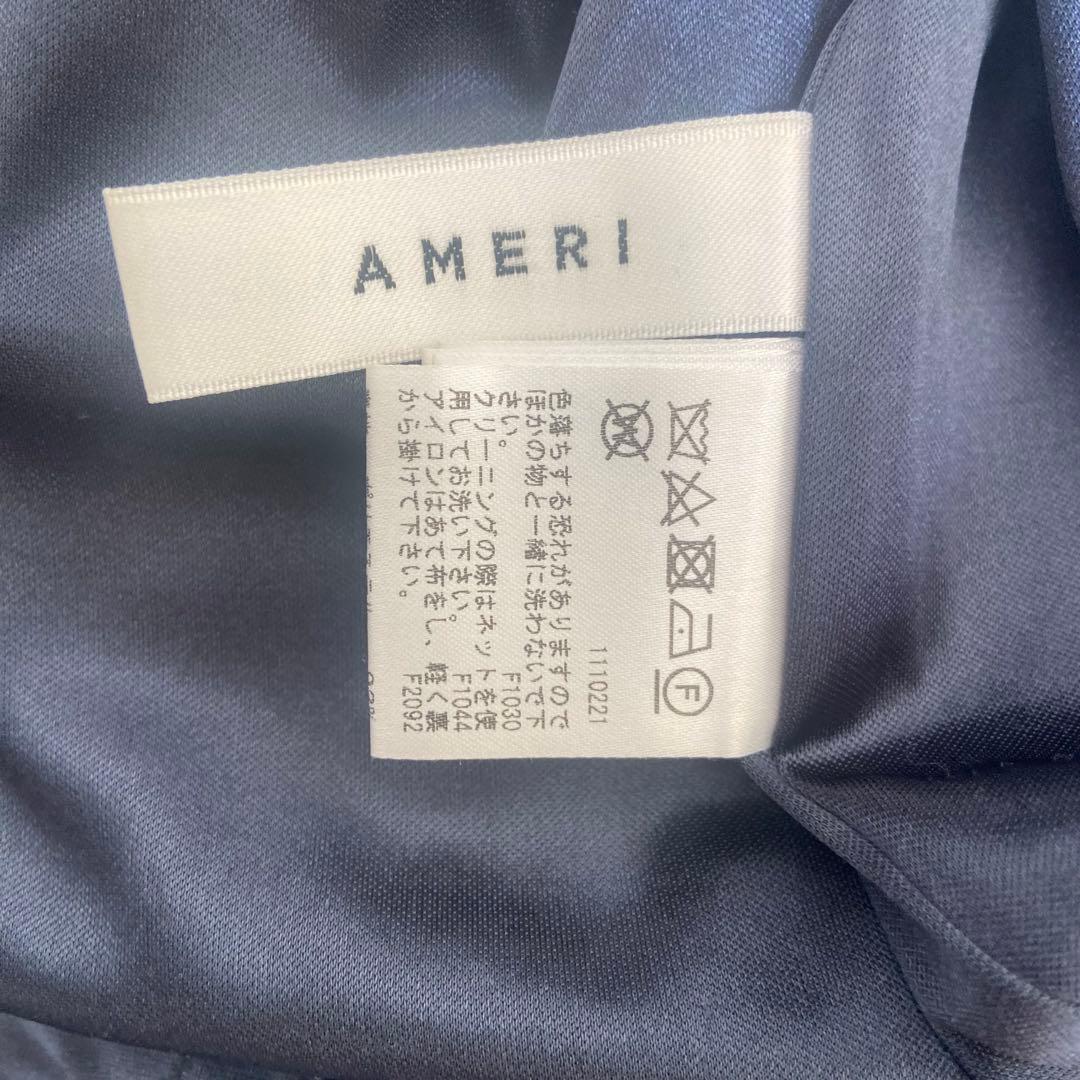 AMERI
W
F
1110221
色落ちする恐れがありますので
ほかの物と一緒に洗わないで下
さい。 F1030
クリーニングの際はネットを使
用してお洗い下さい。 F1044
アイロンはあて布をし、軽く裏
から掛けて下さい。 F2092